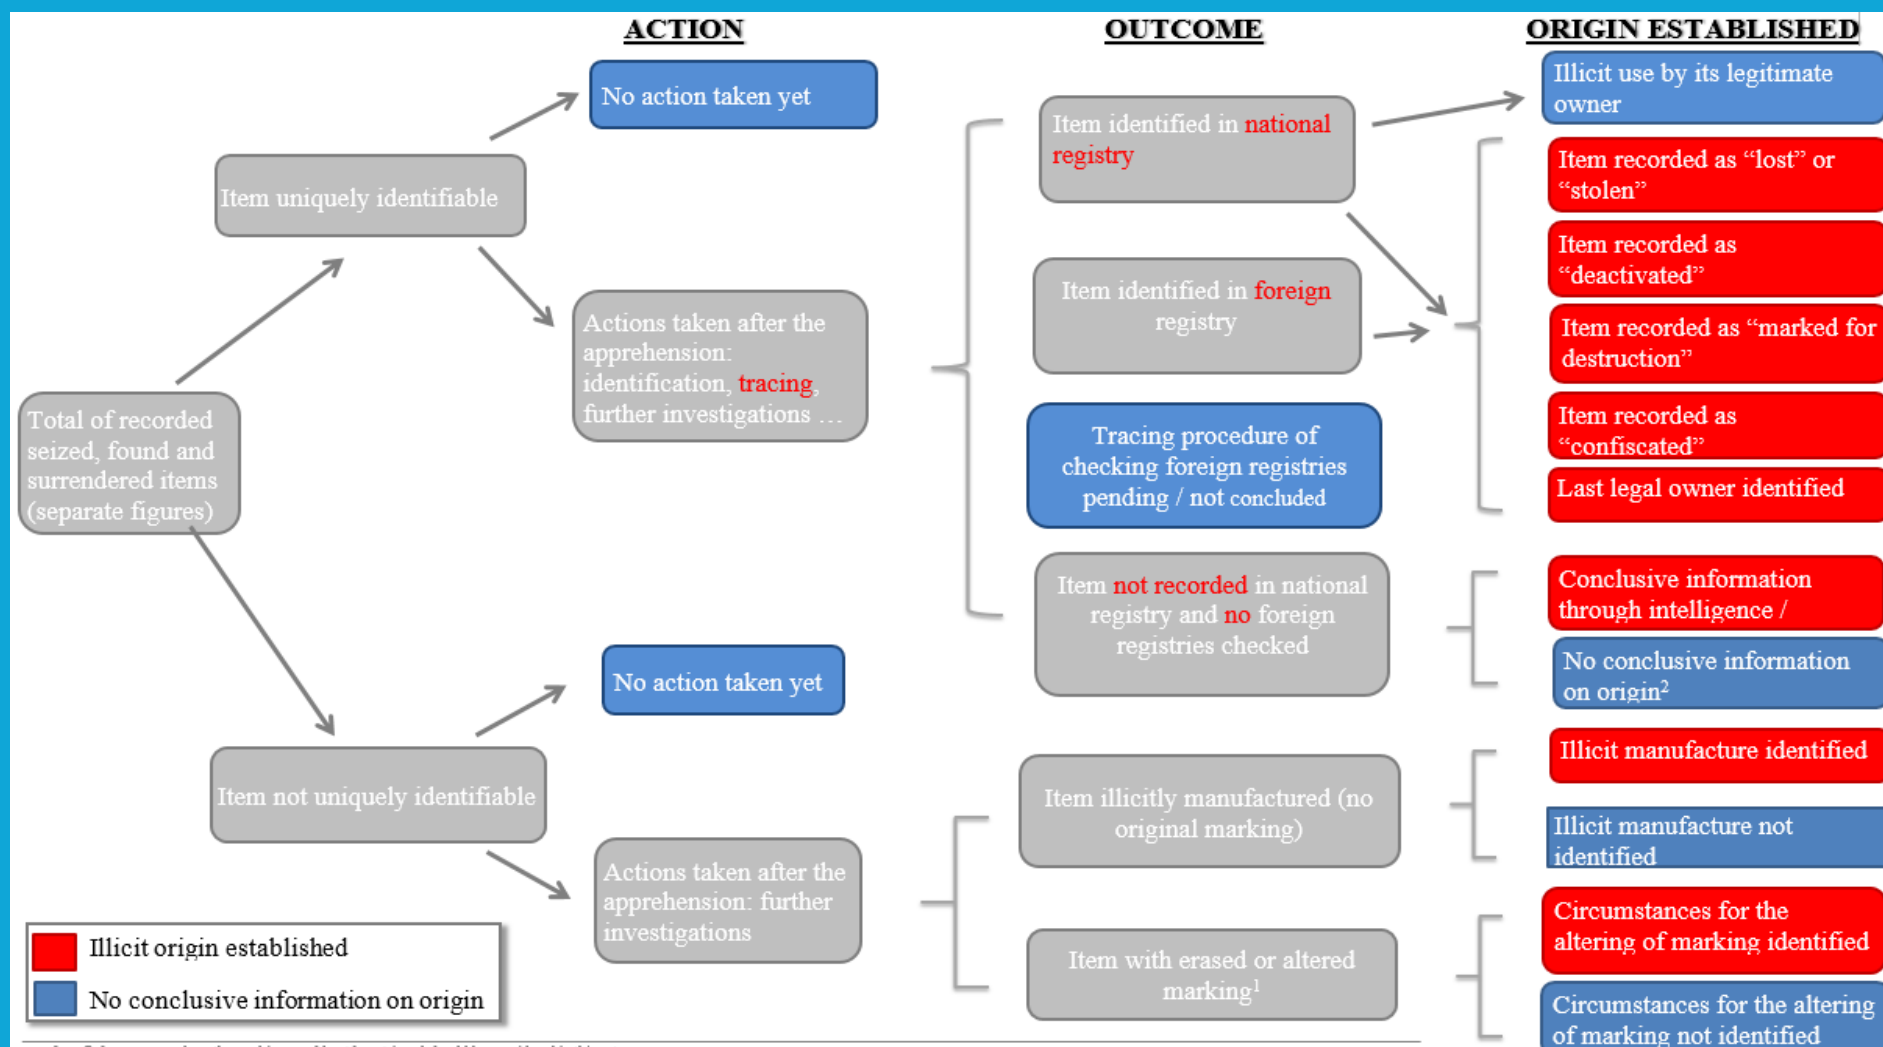 ACTION
OUTCOME
ORIGIN ESTABLISHED
No action taken yet
Item uniquely identifiable
Actions taken after the
apprehension:
identification, tracing,
further investigations …
Total of recorded
seized, found and
surrendered items
(separate figures)
No action taken yet
Item not uniquely identifiable
Actions taken after the
apprehension: further
investigations
Item identified in national
registry
Item identified in foreign
registry
Tracing procedure of
checking foreign registries
pending / not concluded
Item not recorded in national
registry and no foreign
registries checked
Item illicitly manufactured (no
original marking)
Item with erased or altered
marking¹
Illicit use by its legitimate
owner
Item recorded as “lost” or
“stolen”
Item recorded as
“deactivated”
Item recorded as “marked for
destruction”
Item recorded as
“confiscated”
Last legal owner identified
Conclusive information
through intelligence /
No conclusive information
on origin²
Illicit manufacture identified
Illicit manufacture not
identified
Circumstances for the
altering of marking identified
Circumstances for the altering
of marking not identified
Illicit origin established
No conclusive information on origin